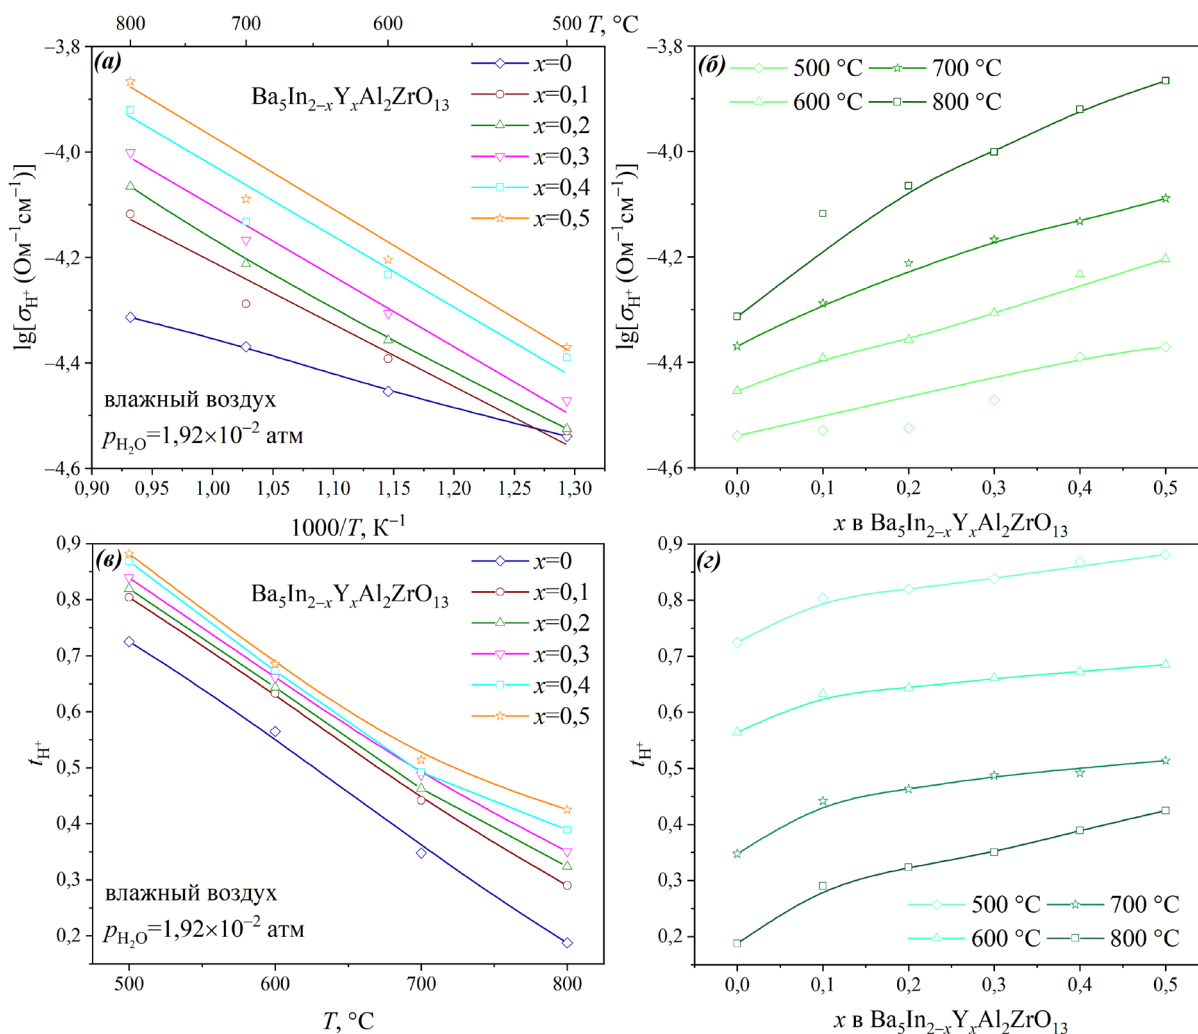 800 700 600 500 T, °C
(а)
–3,8
–4,0
–4,2
–4,4
–4,6
lg[σH⁺ (Ом⁻¹см⁻¹)]
Ba₅In₂₋ₓYₓAl₂ZrO₁₃
x=0
x=0,1
x=0,2
x=0,3
x=0,4
x=0,5
влажный воздух
pH₂O=1,92×10⁻² атм
0,90 0,95 1,00 1,05 1,10 1,15 1,20 1,25 1,30
1000/T, К⁻¹
(б)
500 °C 700 °C
600 °C 800 °C
–3,8
–4,0
–4,2
–4,4
–4,6
lg[σH⁺ (Ом⁻¹см⁻¹)]
0,0 0,1 0,2 0,3 0,4 0,5
x в Ba₅In₂₋ₓYₓAl₂ZrO₁₃
(в)
0,9
0,8
0,7
0,6
0,5
0,4
0,3
0,2
tH⁺
Ba₅In₂₋ₓYₓAl₂ZrO₁₃
x=0
x=0,1
x=0,2
x=0,3
x=0,4
x=0,5
влажный воздух
pH₂O=1,92×10⁻² атм
500 600 700 800
T, °C
(г)
0,9
0,8
0,7
0,6
0,5
0,4
0,3
0,2
tH⁺
500 °C 700 °C
600 °C 800 °C
0,0 0,1 0,2 0,3 0,4 0,5
x в Ba₅In₂₋ₓYₓAl₂ZrO₁₃